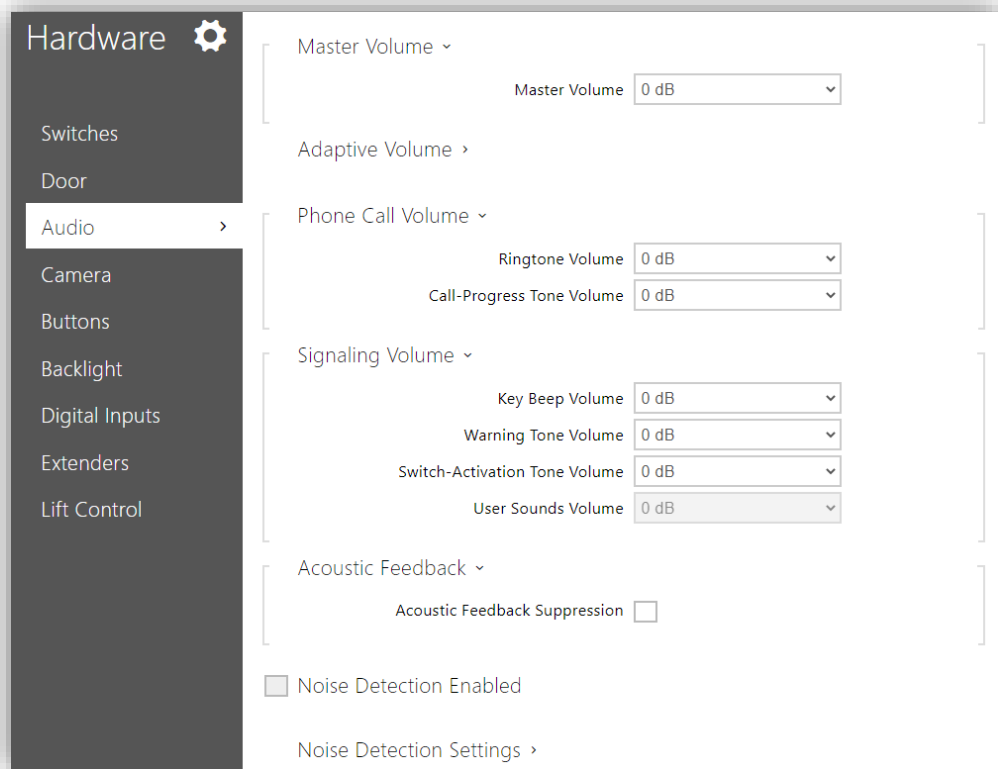 Hardware
Switches
Door
Audio
Camera
Buttons
Backlight
Digital Inputs
Extenders
Lift Control
Master Volume
Master Volume 0 dB
Adaptive Volume
Phone Call Volume
Ringtone Volume 0 dB
Call-Progress Tone Volume 0 dB
Signaling Volume
Key Beep Volume 0 dB
Warning Tone Volume 0 dB
Switch-Activation Tone Volume 0 dB
User Sounds Volume 0 dB
Acoustic Feedback
Acoustic Feedback Suppression
Noise Detection Enabled
Noise Detection Settings